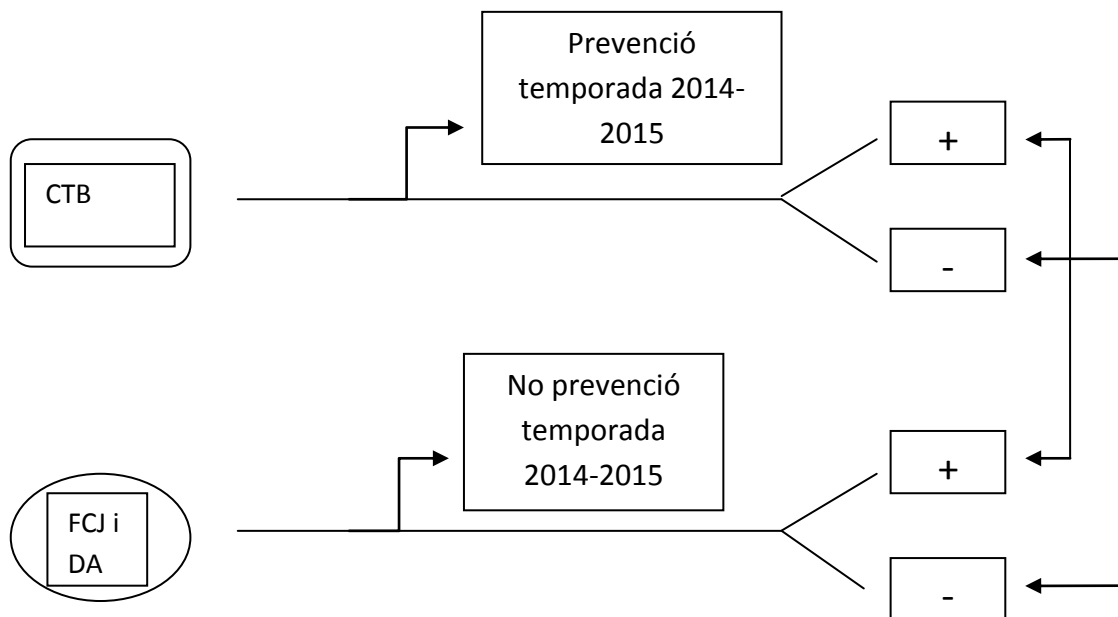 Prevenció
temporada 2014-
2015
+
CTB
-
No prevenció
temporada
2014-2015
+
FCJ i
DA
-